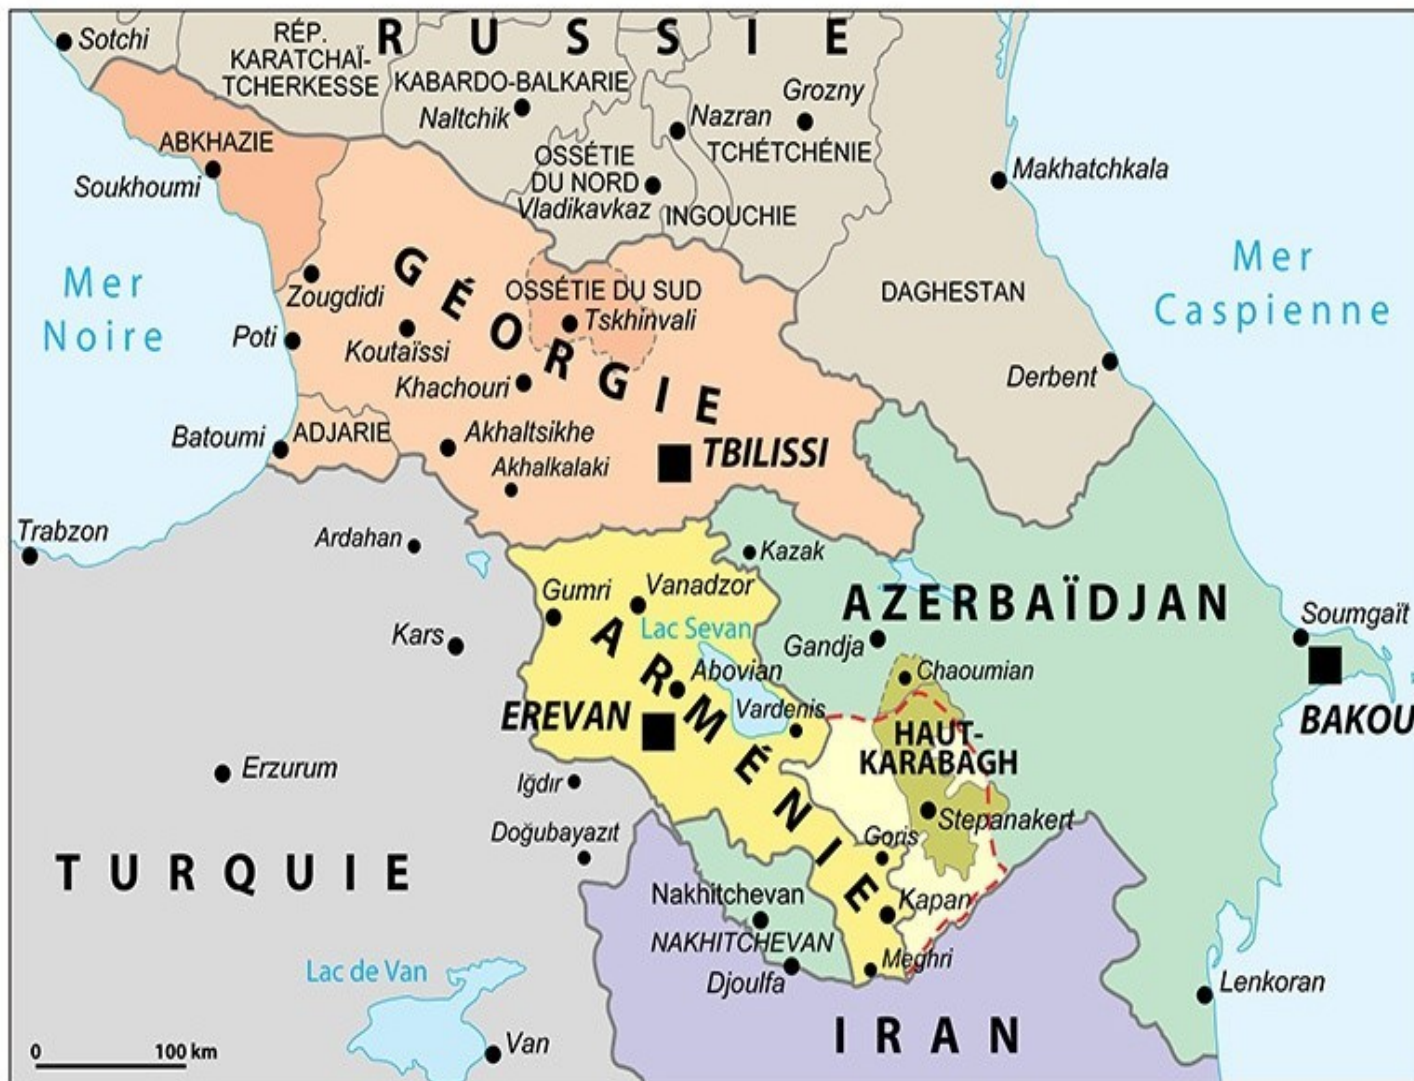 Sotchi
RÉP.
KARATCHAÏ-
TCHERKESSE
RUSSIE
KABARDO-BALKARIE
Naltchik
Grozny
Nazran
TCHÉTCHÉNIE
ABKHAZIE
Soukhoumi
OSSÉTIE
DU NORD
Vladikavkaz
INGOUCHIE
Makhatchkala
Mer
Noire
Mer
Caspienne
GÉORGIE
Zougdidi
OSSÉTIE DU SUD
Tskhinvali
DAGHESTAN
Poti
Koutaïssi
Khachouri
Derbent
Batoumi
ADJARIE
Akhaltsikhe
Akhalkalaki
TBILISSI
Trabzon
Ardahan
Kazak
Gumri
Vanadzor
AZERBAÏDJAN
Soumgaït
Kars
Lac Sevan
Gandja
ARMÉNIE
Abovian
Chaoumian
EREVAN
Vardenis
HAUT-
KARABAGH
BAKOU
Erzurum
Iğdır
Stepanakert
Doğubayazıt
Goris
TURQUIE
Nakhitchevan
Kapan
NAKHITCHEVAN
Meghri
Djoulfa
Lac de Van
Lenkoran
IRAN
Van
0 100 km